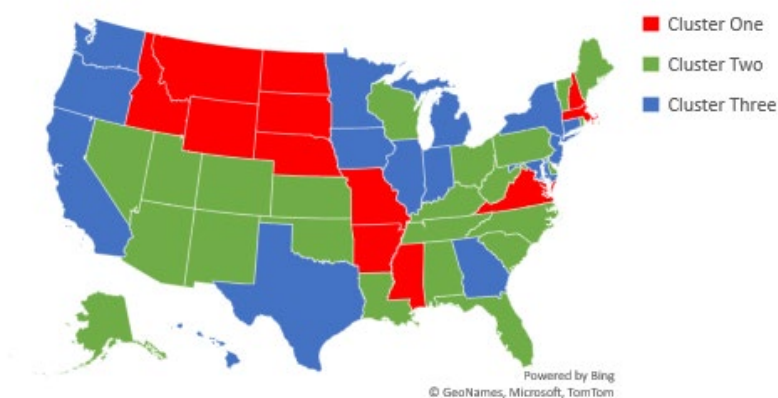 Cluster One
Cluster Two
Cluster Three
Powered by Bing
© GeoNames, Microsoft, TomTom